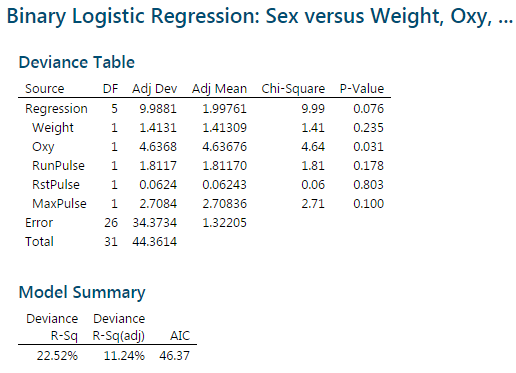 Binary Logistic Regression: Sex versus Weight, Oxy, ...
Deviance Table
Source DF Adj Dev Adj Mean Chi-Square P-Value
Regression 5 9.9881 1.99761 9.99 0.076
Weight 1 1.4131 1.41309 1.41 0.235
Oxy 1 4.6368 4.63676 4.64 0.031
RunPulse 1 1.8117 1.81170 1.81 0.178
RstPulse 1 0.0624 0.06243 0.06 0.803
MaxPulse 1 2.7084 2.70836 2.71 0.100
Error 26 34.3734 1.32205
Total 31 44.3614
Model Summary
Deviance Deviance
R-Sq R-Sq(adj) AIC
22.52% 11.24% 46.37